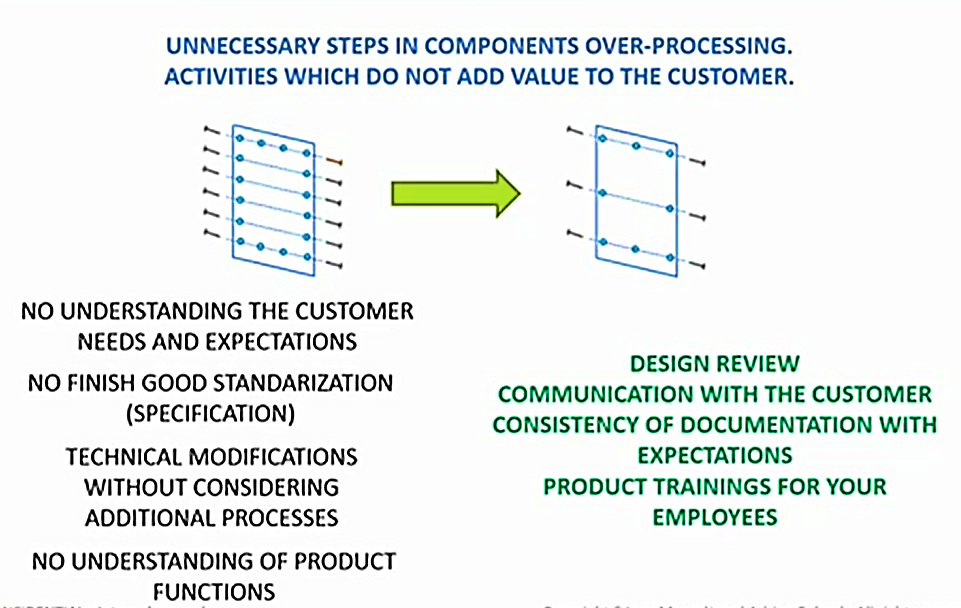 UNNECESSARY STEPS IN COMPONENTS OVER-PROCESSING.
ACTIVITIES WHICH DO NOT ADD VALUE TO THE CUSTOMER.
NO UNDERSTANDING THE CUSTOMER
NEEDS AND EXPECTATIONS
NO FINISH GOOD STANDARIZATION
(SPECIFICATION)
TECHNICAL MODIFICATIONS
WITHOUT CONSIDERING
ADDITIONAL PROCESSES
NO UNDERSTANDING OF PRODUCT
FUNCTIONS
DESIGN REVIEW
COMMUNICATION WITH THE CUSTOMER
CONSISTENCY OF DOCUMENTATION WITH
EXPECTATIONS
PRODUCT TRAININGS FOR YOUR
EMPLOYEES